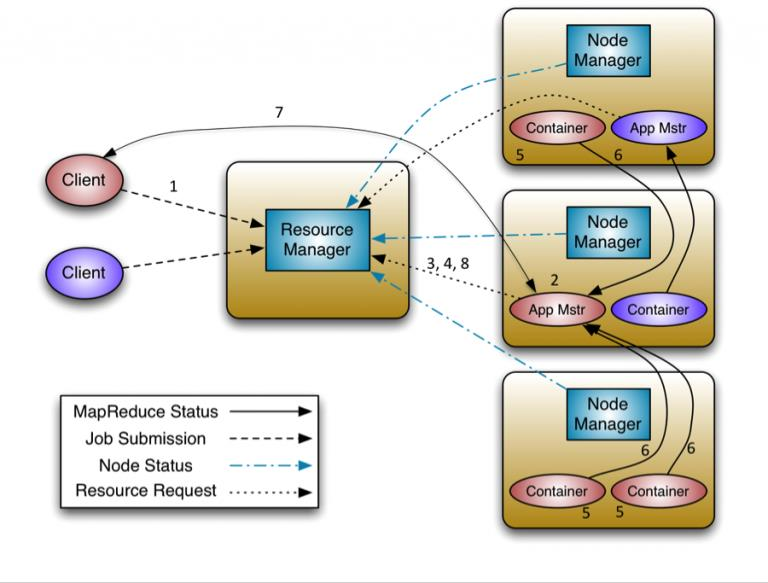 Node
Manager
Container
App Mstr
5
6
7
Client
1
Resource
Manager
Client
3, 4, 8
Node
Manager
2
App Mstr
Container
Node
Manager
6
6
Container
Container
5
5
MapReduce Status
Job Submission
Node Status
Resource Request